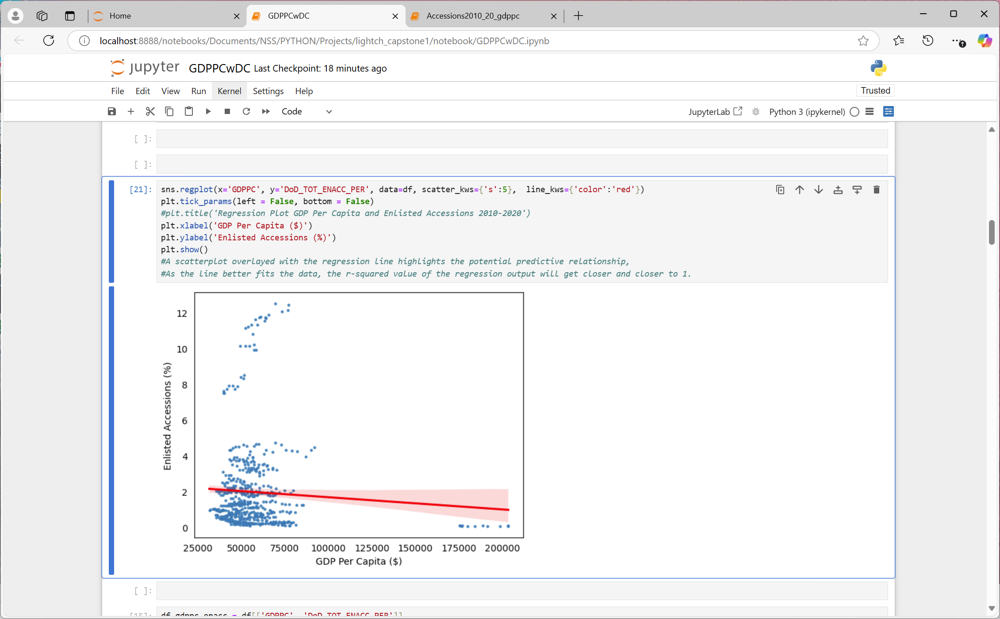 Home
GDPPCwDC
Accessions2010_20_gdppc
localhost:8888/notebooks/Documents/NSS/PYTHON/Projects/lightch_capstone1/notebook/GDPPCwDC.ipynb
jupyter GDPPCwDC Last Checkpoint: 18 minutes ago
File Edit View Run Kernel Settings Help
Trusted
Code
JupyterLab
Python 3 (ipykernel)
[ ]:
[ ]:
[21]:
sns.regplot(x='GDPPC', y='DoD_TOT_ENACC_PER', data=df, scatter_kws={'s':5},  line_kws={'color':'red'})
plt.tick_params(left = False, bottom = False)
#plt.title('Regression Plot GDP Per Capita and Enlisted Accessions 2010-2020')
plt.xlabel('GDP Per Capita ($)')
plt.ylabel('Enlisted Accessions (%)')
plt.show()
#A scatterplot overlayed with the regression line highlights the potential predictive relationship,
#As the line better fits the data, the r-squared value of the regression output will get closer and closer to 1.
12
10
8
6
4
2
0
Enlisted Accessions (%)
25000 50000 75000 100000 125000 150000 175000 200000
GDP Per Capita ($)
[ ]:
[15]:
df_gdppc_enacc = df[['GDPPC', 'DoD_TOT_ENACC_PER']]